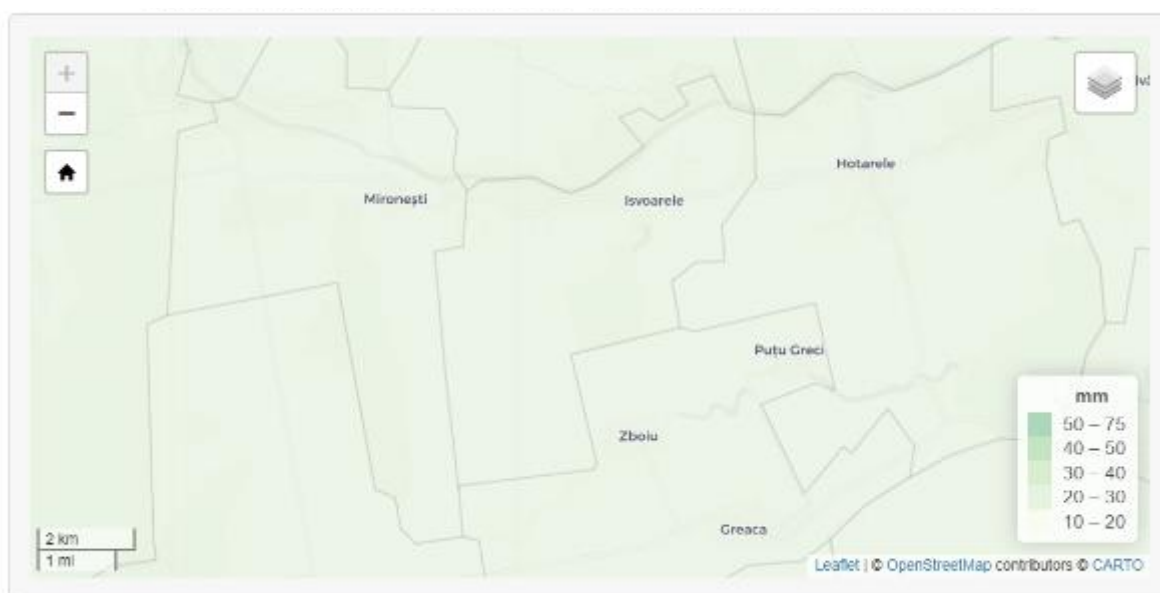 +
−
Hotarele
Mironești
Isvoarele
Puțu Greci
Zboiu
Greaca
mm
50 – 75
40 – 50
30 – 40
20 – 30
10 – 20
2 km
1 mi
Leaflet | © OpenStreetMap contributors © CARTO